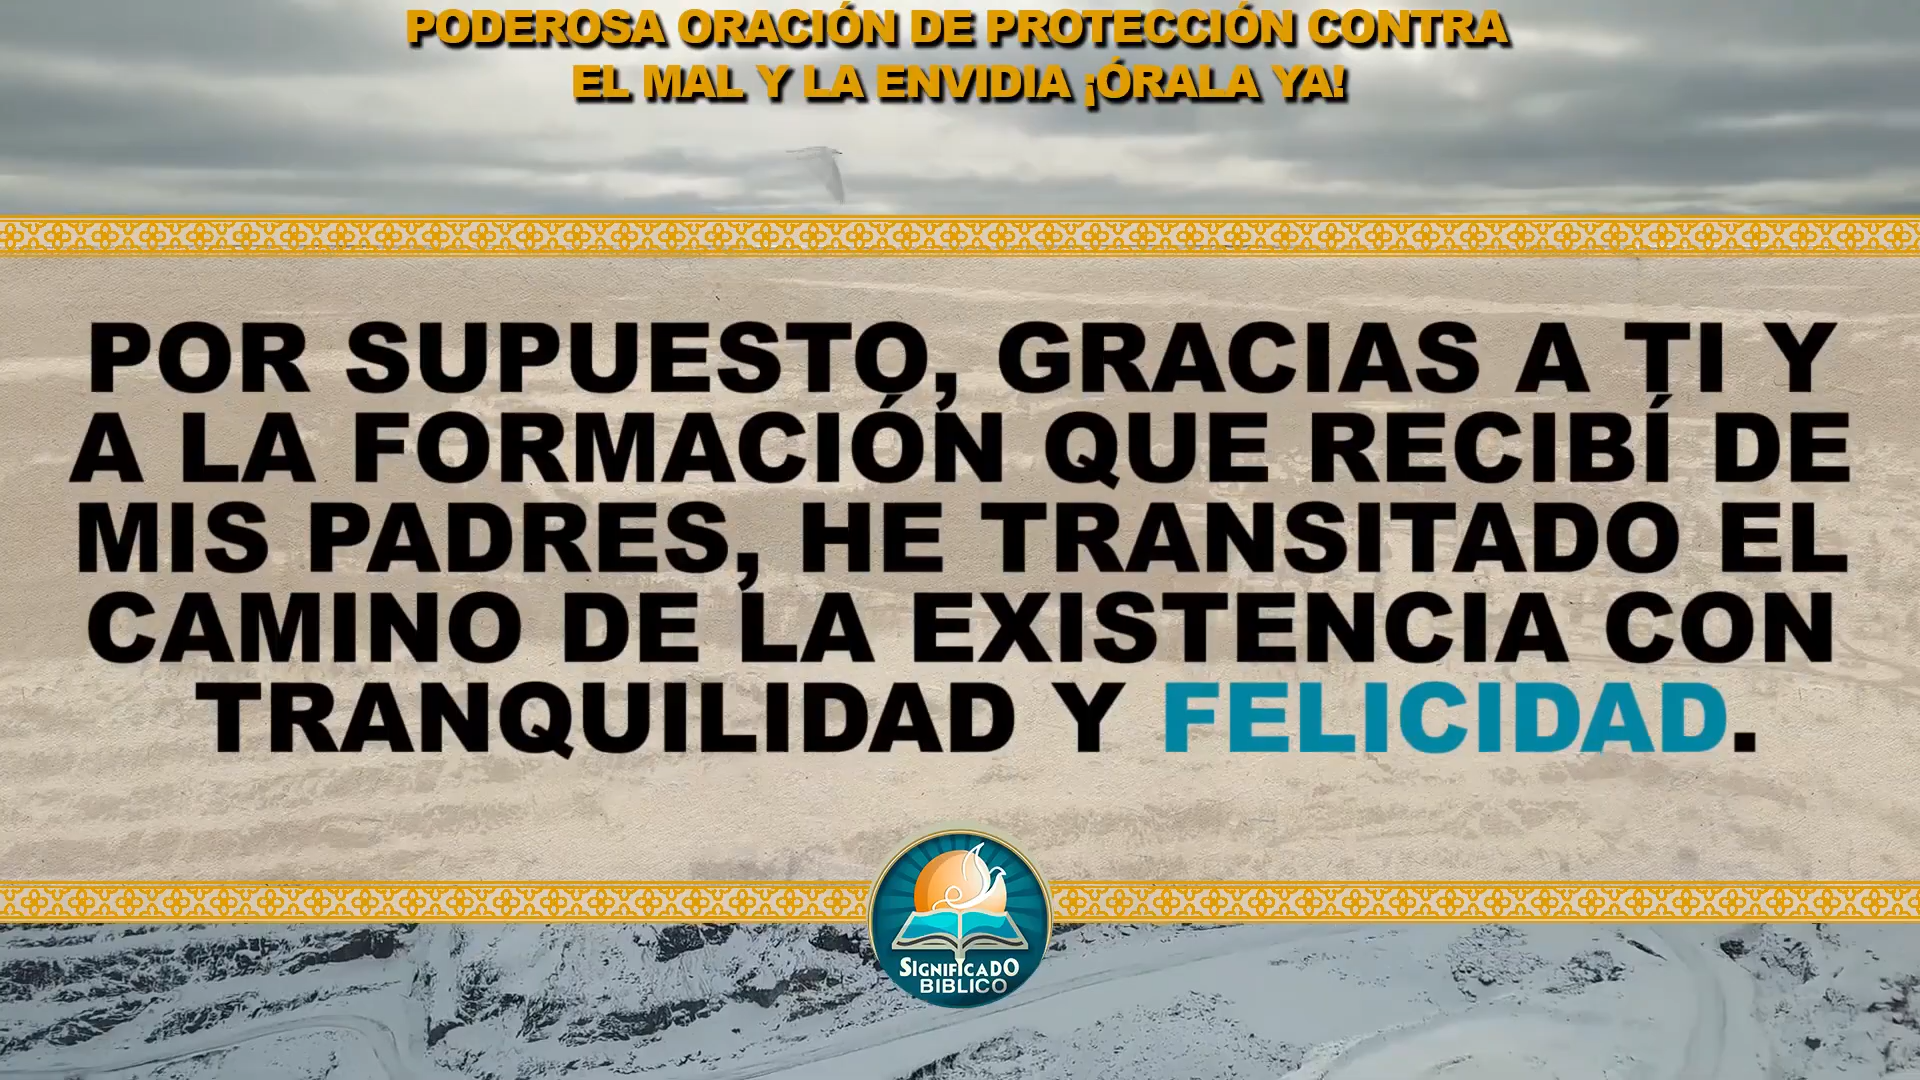 PODEROSA ORACIÓN DE PROTECCIÓN CONTRA
EL MAL Y LA ENVIDIA ¡ÓRALA YA!
POR SUPUESTO, GRACIAS A TI Y
A LA FORMACIÓN QUE RECIBÍ DE
MIS PADRES, HE TRANSITADO EL
CAMINO DE LA EXISTENCIA CON
TRANQUILIDAD Y FELICIDAD.
SIGNIFICADO
BIBLICO